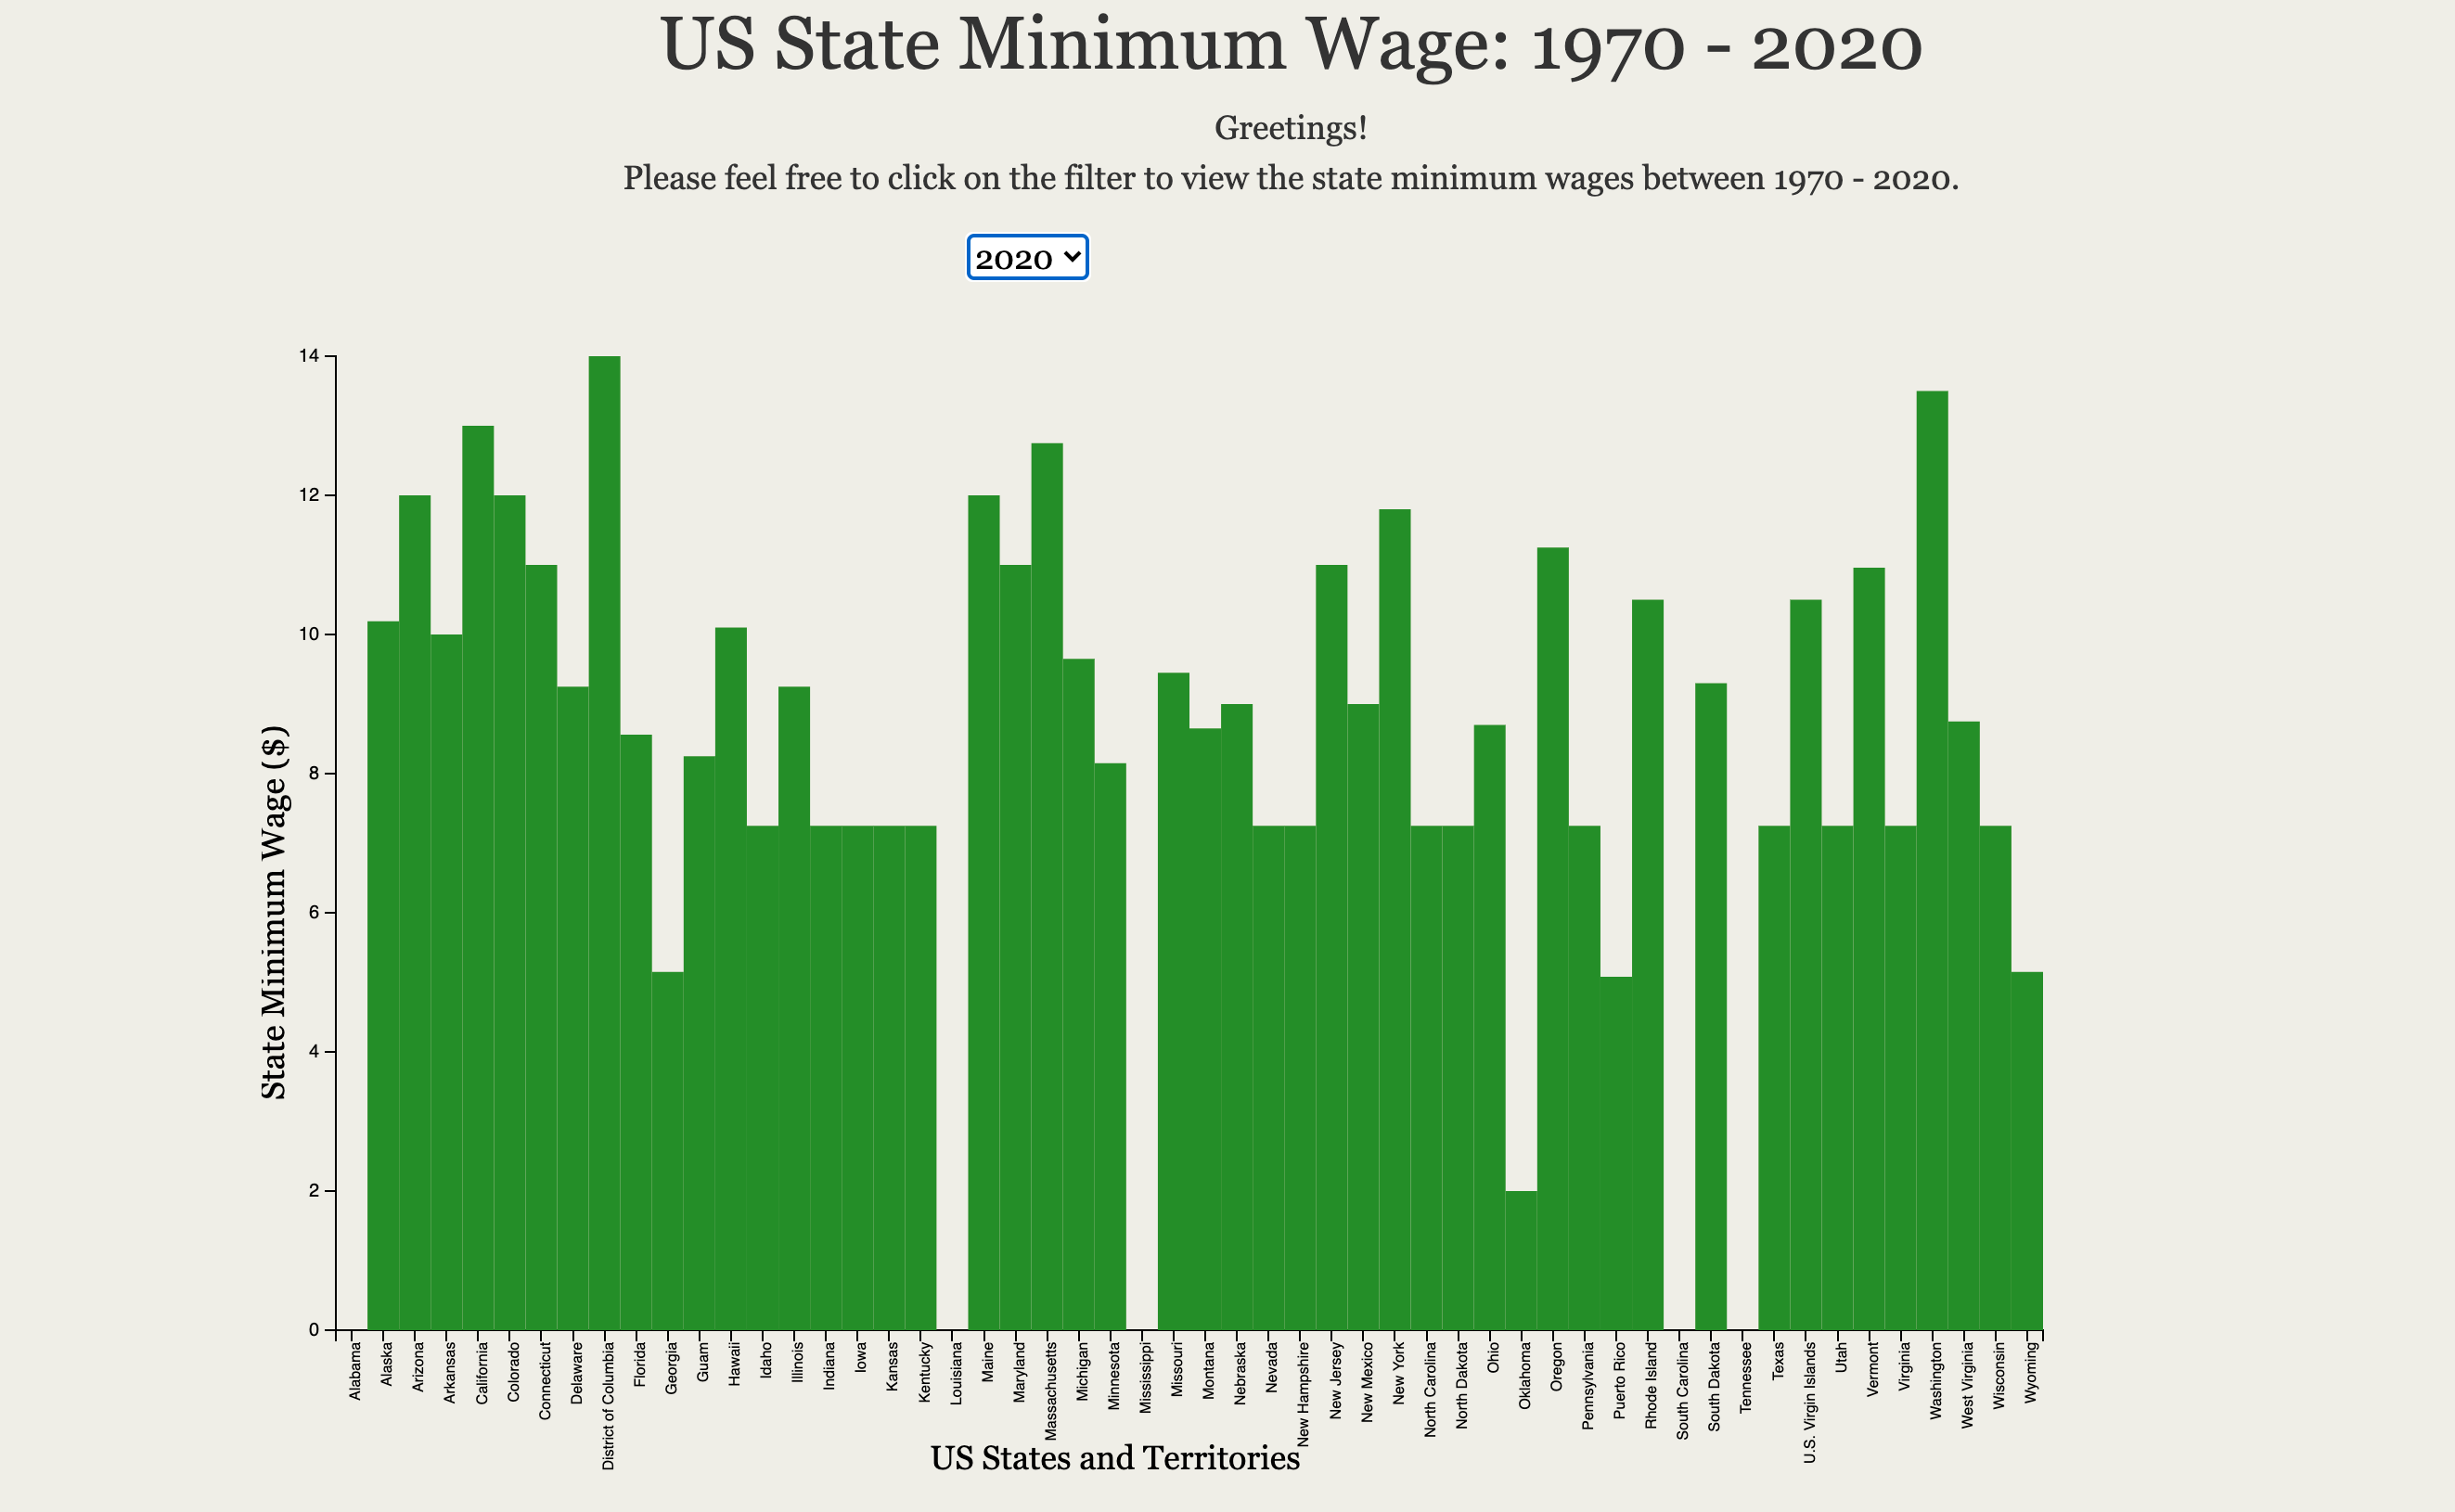 US State Minimum Wage: 1970 - 2020
Greetings!
Please feel free to click on the filter to view the state minimum wages between 1970 - 2020.
2020
State Minimum Wage ($)
14
12
10
8
6
4
2
0
Alabama
Alaska
Arizona
Arkansas
California
Colorado
Connecticut
Delaware
District of Columbia
Florida
Georgia
Guam
Hawaii
Idaho
Illinois
Indiana
Iowa
Kansas
Kentucky
Louisiana
Maine
Maryland
Massachusetts
Michigan
Minnesota
Mississippi
Missouri
Montana
Nebraska
Nevada
New Hampshire
New Jersey
New Mexico
New York
North Carolina
North Dakota
Ohio
Oklahoma
Oregon
Pennsylvania
Puerto Rico
Rhode Island
South Carolina
South Dakota
Tennessee
Texas
U.S. Virgin Islands
Utah
Vermont
Virginia
Washington
West Virginia
Wisconsin
Wyoming
US States and Territories